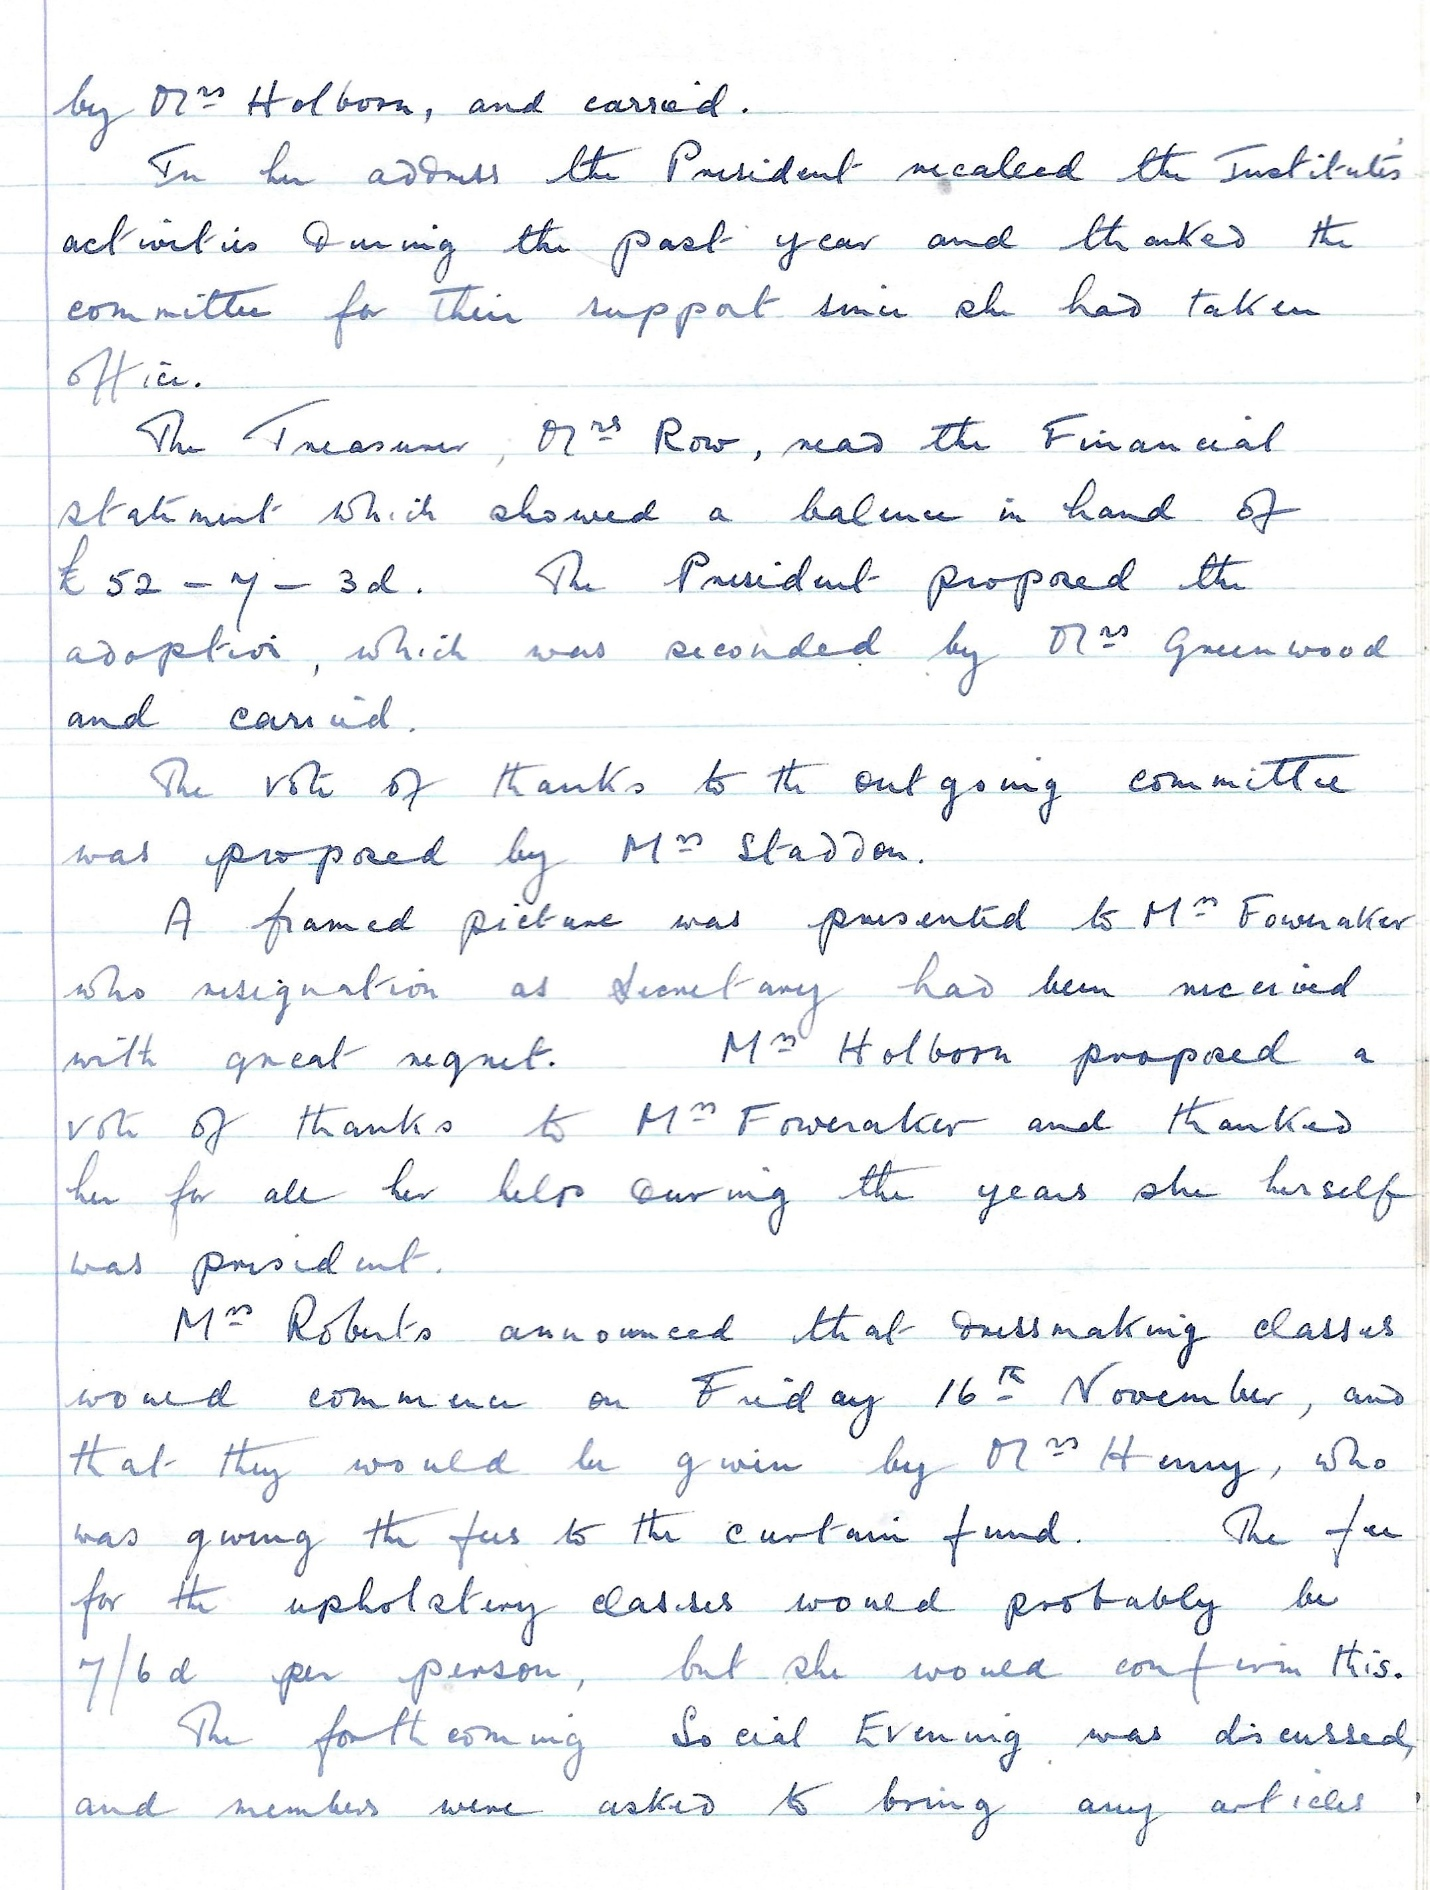 by Mrs Holborn, and carried.
In her address the President recalled the Institute's
activities during the past year and thanked the
committee for their support since she had taken
office.
The Treasurer, Mrs Row, read the Financial
statement which showed a balence in hand of
£52 - 7 - 3d. The President proposed the
adoption, which was seconded by Mrs Greenwood
and carried.
The vote of thanks to the outgoing committee
was proposed by Mrs Staddon.
A framed picture was presented to Mrs Foweraker
who resignation as Secretary had been received
with great regret. Mrs Holborn proposed a
vote of thanks to Mrs Foweraker and thanked
her for all her help during the years she herself
was president.
Mrs Roberts announced that dressmaking classes
would commence on Friday 16th November, and
that they would be given by Mrs Henry, who
was giving the fees to the curtain fund. The fee
for the upholstery classes would probably be
7/6d per person, but she would confirm this.
The forthcoming Social Evening was discussed,
and members were asked to bring any articles